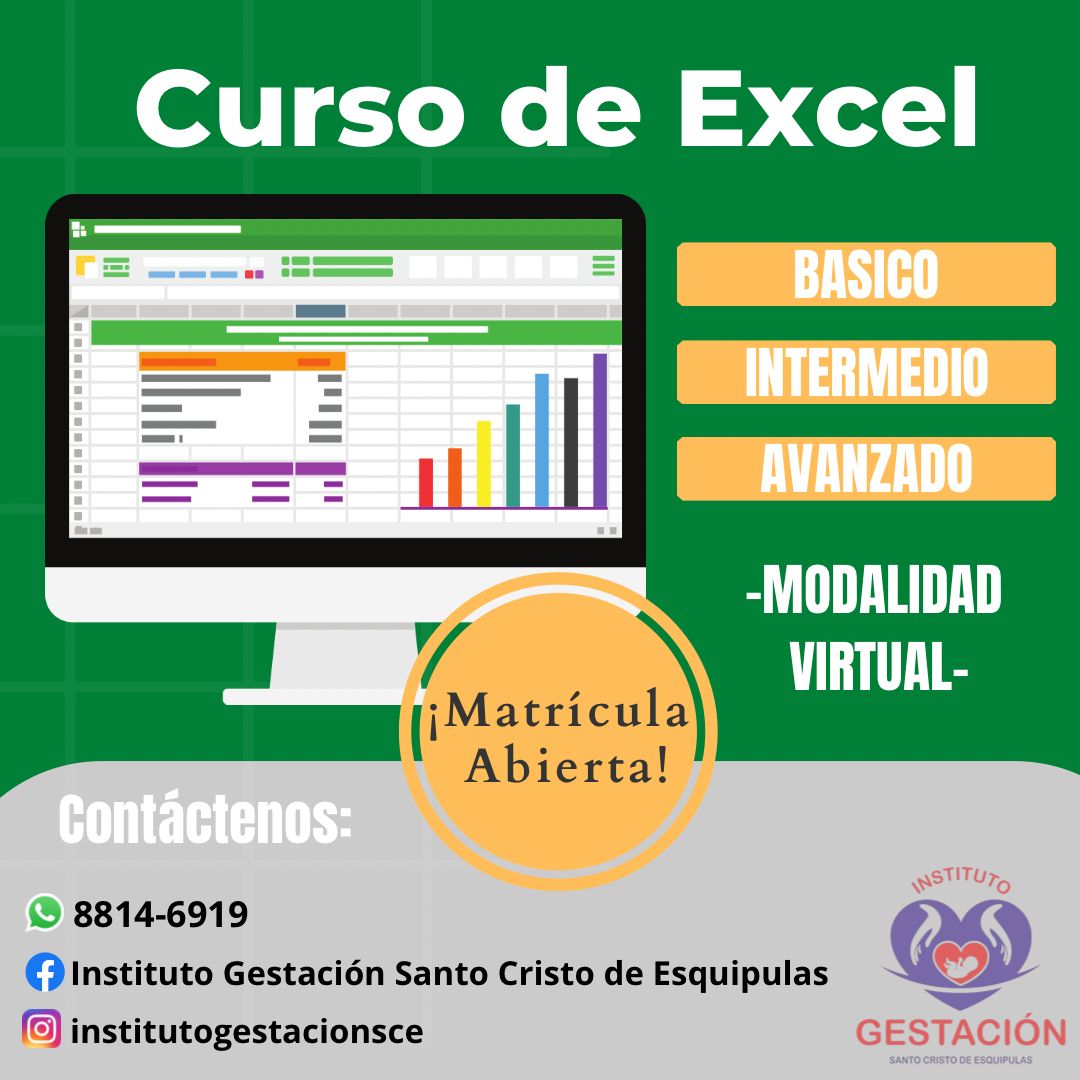 Curso de Excel
BASICO
INTERMEDIO
AVANZADO
-MODALIDAD
VIRTUAL-
¡Matrícula
Abierta!
Contáctenos:
8814-6919
Instituto Gestación Santo Cristo de Esquipulas
institutogestacionsce
INSTITUTO
GESTACIÓN
SANTO CRISTO DE ESQUIPULAS